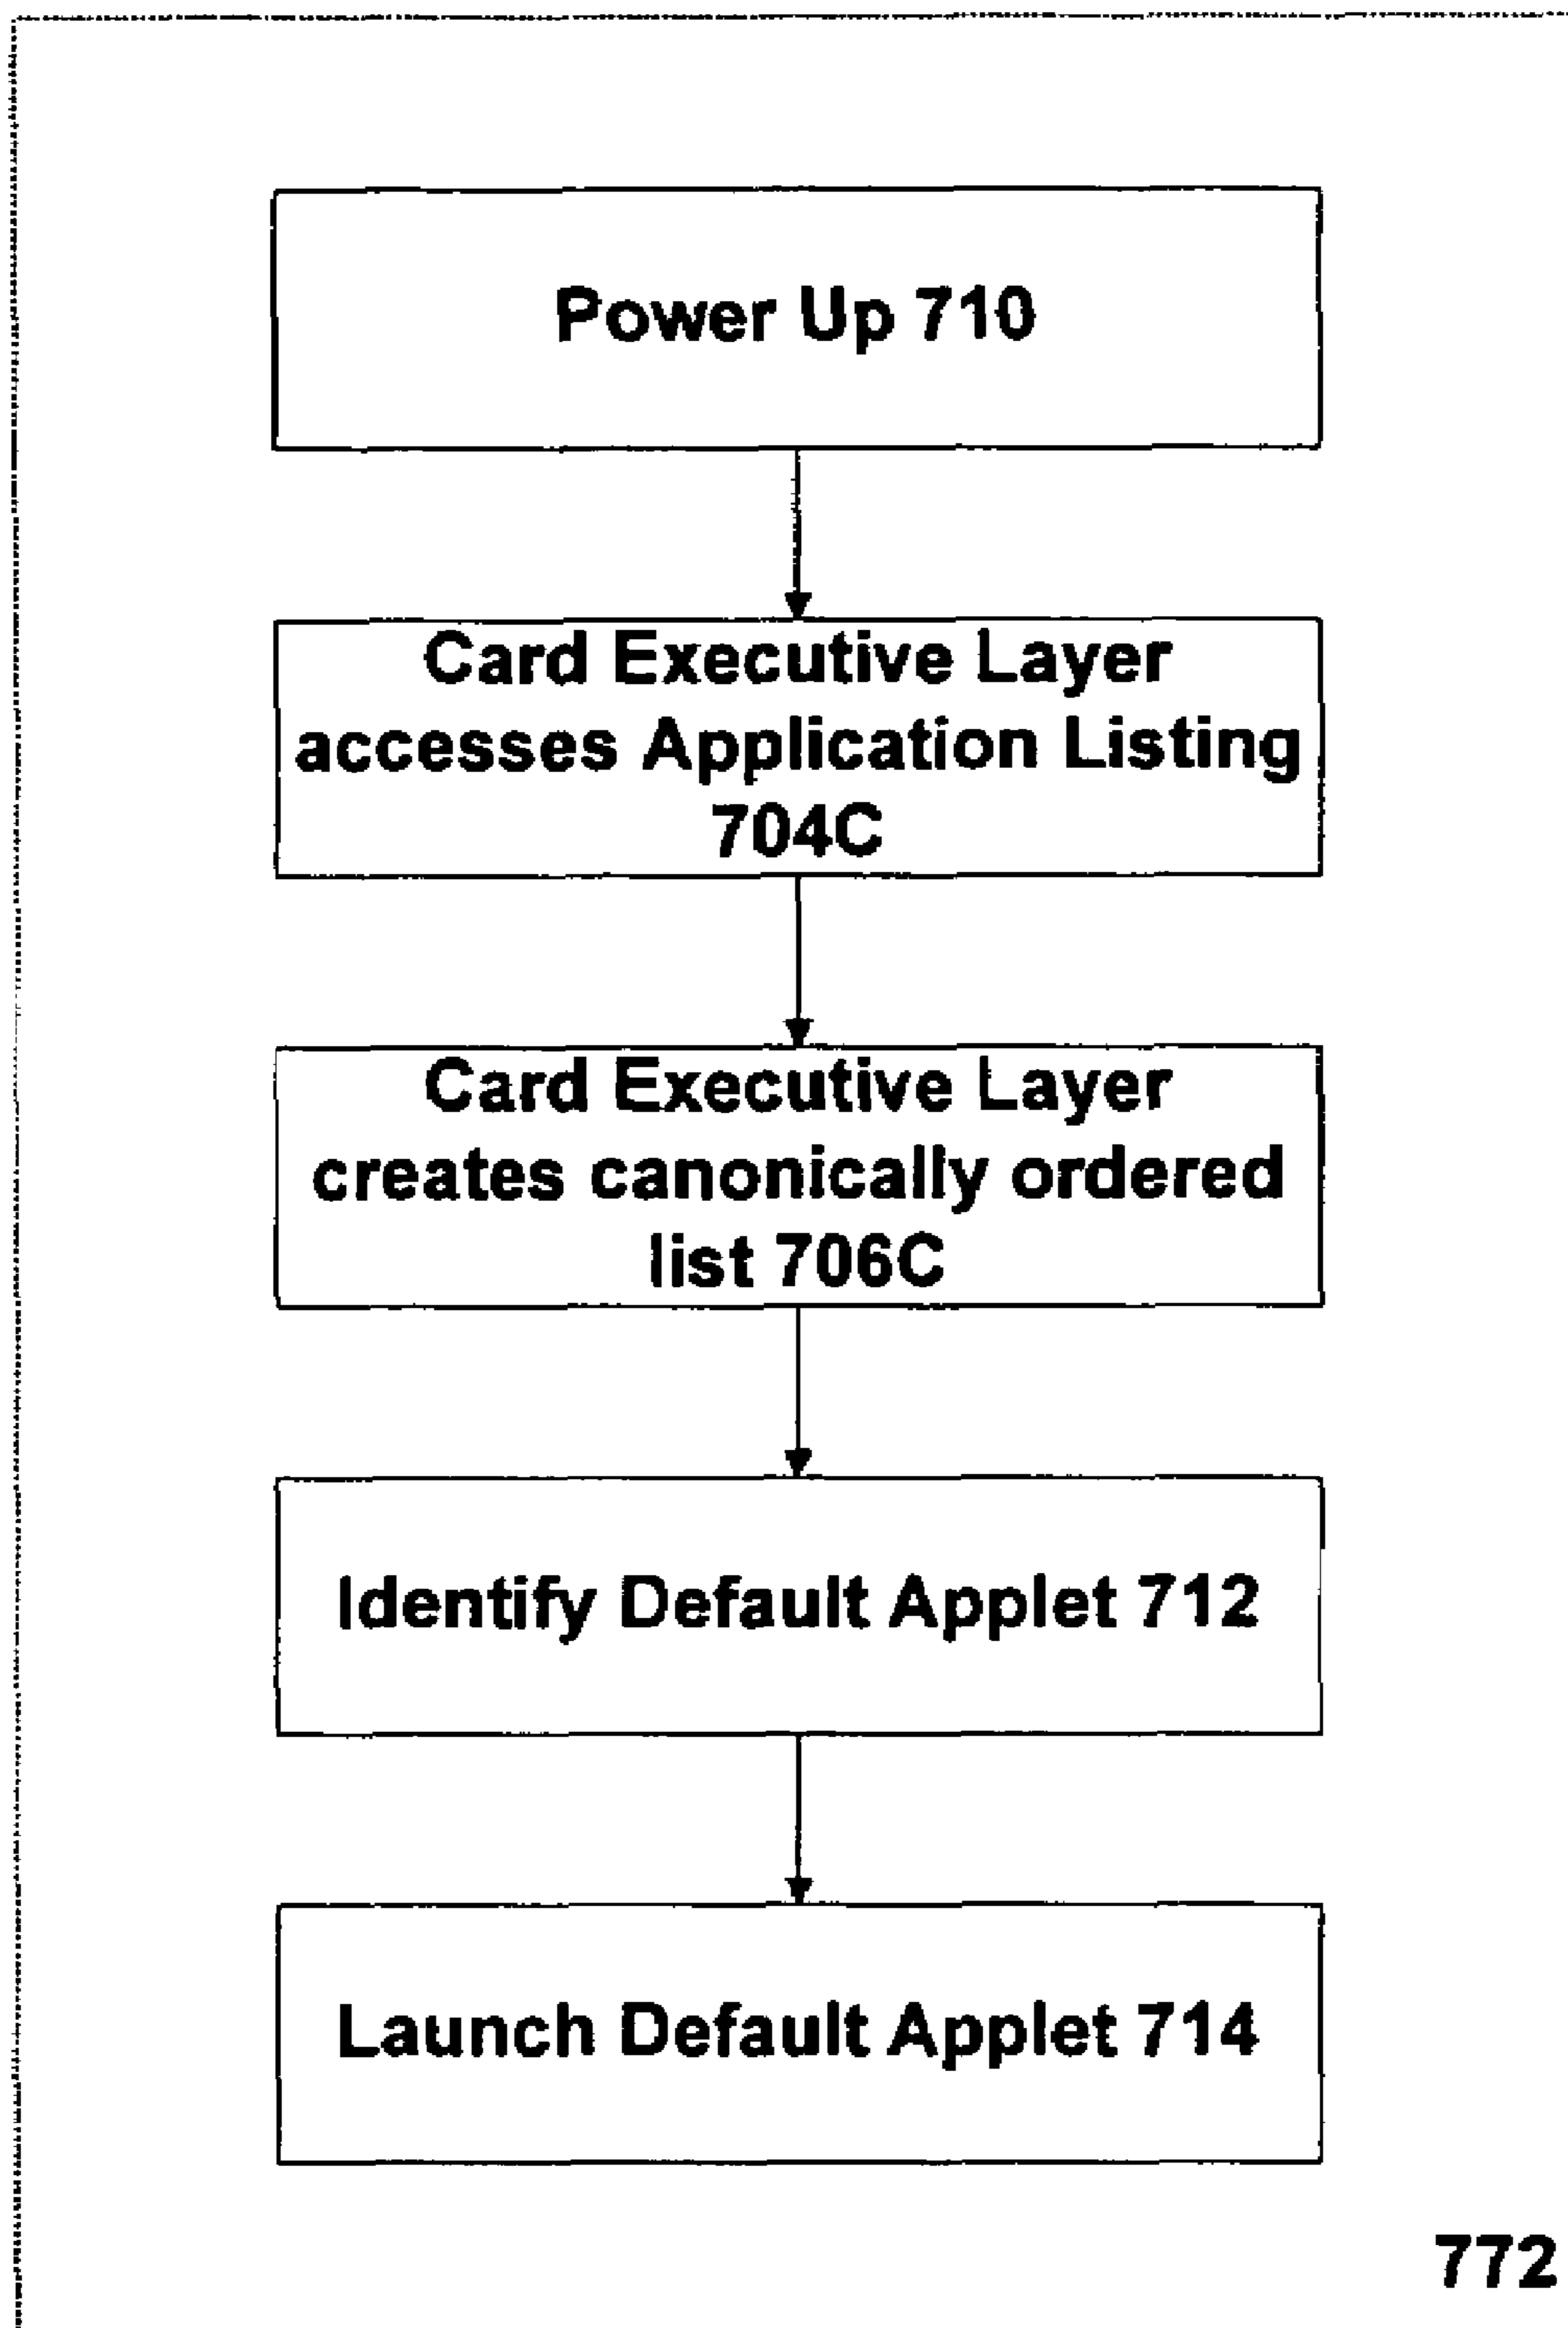 Power Up 710
Card Executive Layer
accesses Application Listing
704C
Card Executive Layer
creates canonically ordered
list 706C
Identify Default Applet 712
Launch Default Applet 714
772